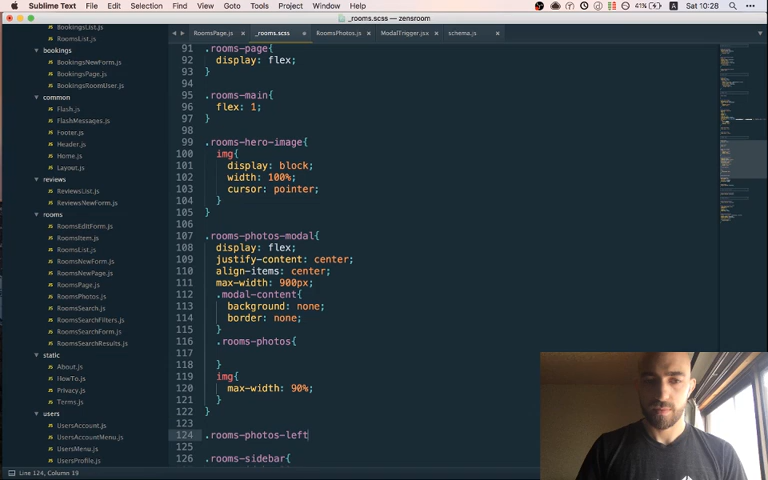 Sublime Text File Edit Selection Find View Goto Tools Project Window Help 41% Sat 10:28
_rooms.scss — zensroom
RoomsPage.js × _rooms.scss RoomsPhotos.js × ModalTrigger.jsx × schema.js ×
BookingsList.js
RoomsList.js
bookings
BookingsNewForm.js
BookingsPage.js
BookingsRoomUser.js
common
Flash.js
FlashMessages.js
Footer.js
Header.js
Home.js
Layout.js
reviews
ReviewsList.js
ReviewsNewForm.js
rooms
RoomsEditForm.js
RoomsItem.js
RoomsList.js
RoomsNewForm.js
RoomsNewPage.js
RoomsPage.js
RoomsPhotos.js
RoomsSearch.js
RoomsSearchFilters.js
RoomsSearchForm.js
RoomsSearchResults.js
static
About.js
HowTo.js
Privacy.js
Terms.js
users
UsersAccount.js
UsersAccountMenu.js
UsersMenu.js
UsersProfile.js
91 .rooms-page{
92 display: flex;
93 }
94
95 .rooms-main{
96 flex: 1;
97 }
98
99 .rooms-hero-image{
100 img{
101 display: block;
102 width: 100%;
103 cursor: pointer;
104 }
105 }
106
107 .rooms-photos-modal{
108 display: flex;
109 justify-content: center;
110 align-items: center;
111 max-width: 900px;
112 .modal-content{
113 background: none;
114 border: none;
115 }
116 .rooms-photos{
117
118 }
119 img{
120 max-width: 90%;
121 }
122 }
123
124 .rooms-photos-left
125
126 .rooms-sidebar{
Line 124, Column 19